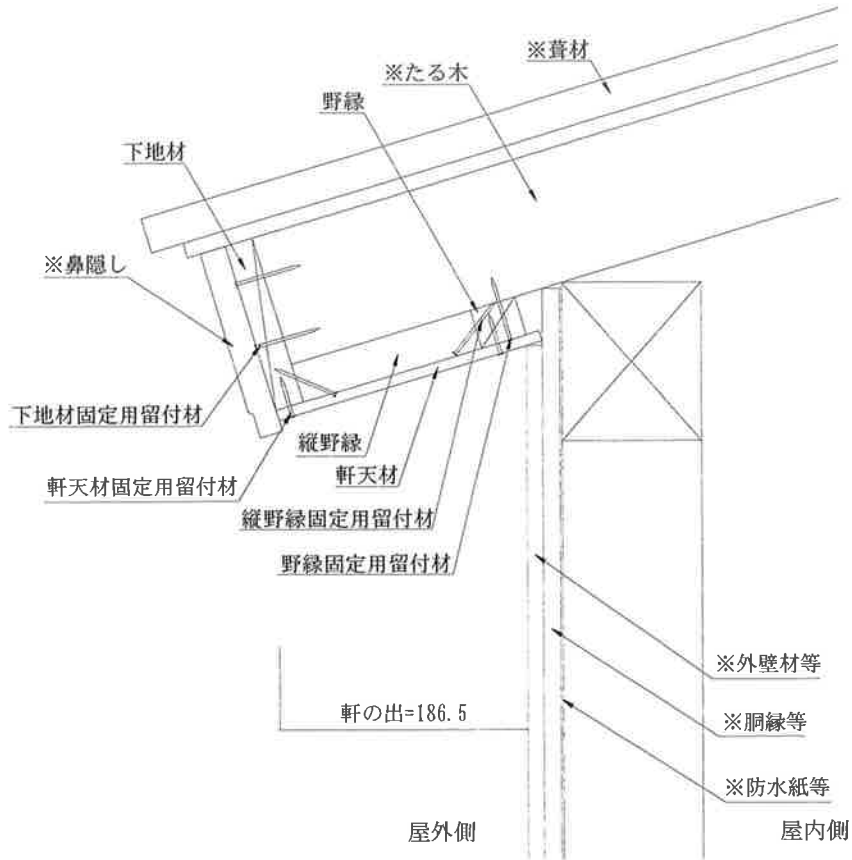 ※葺材
※たる木
野縁
下地材
※鼻隠し
下地材固定用留付材
縦野縁
軒天材
軒天材固定用留付材
縦野縁固定用留付材
野縁固定用留付材
※外壁材等
軒の出=186.5
※胴縁等
※防水紙等
屋外側
屋内側